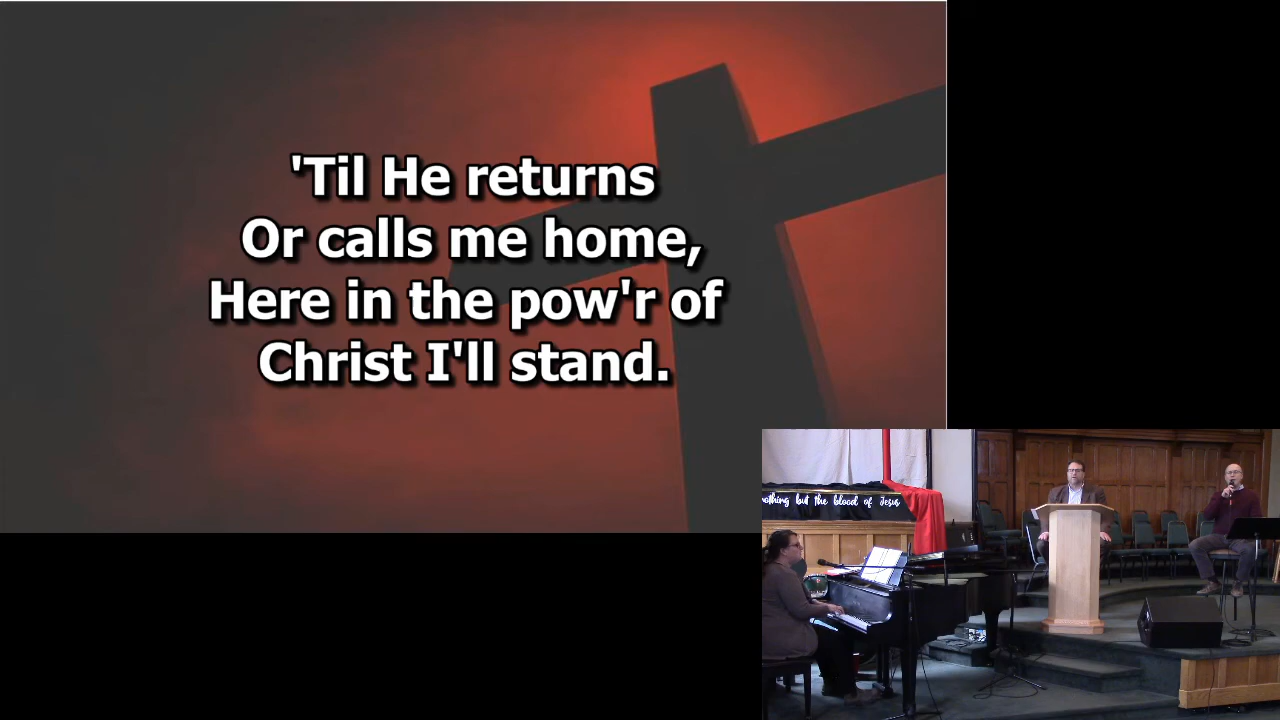 'Til He returns
Or calls me home,
Here in the pow'r of
Christ I'll stand.
nothing but the blood of Jesus